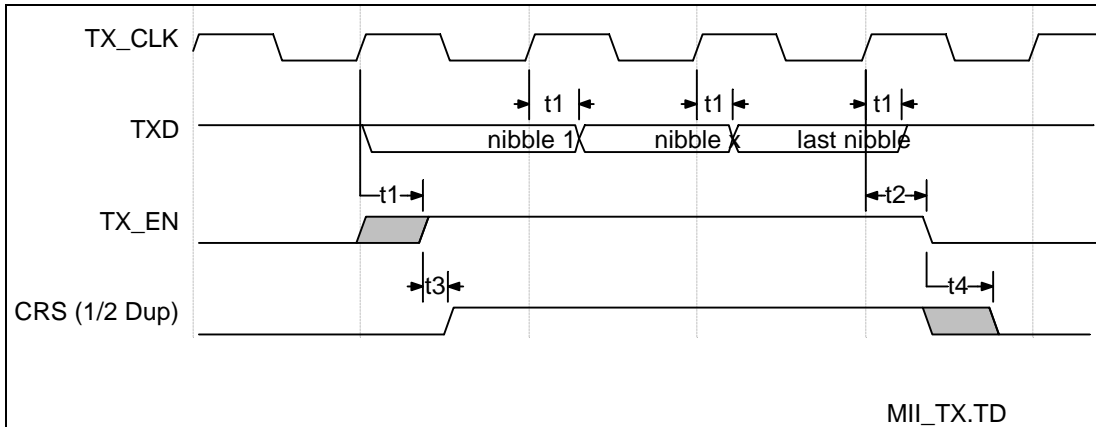 TX_CLK
t1 t1 t1
TXD
nibble 1 nibble x last nibble
t1 t2
TX_EN
t3 t4
CRS (1/2 Dup)
MII_TX.TD